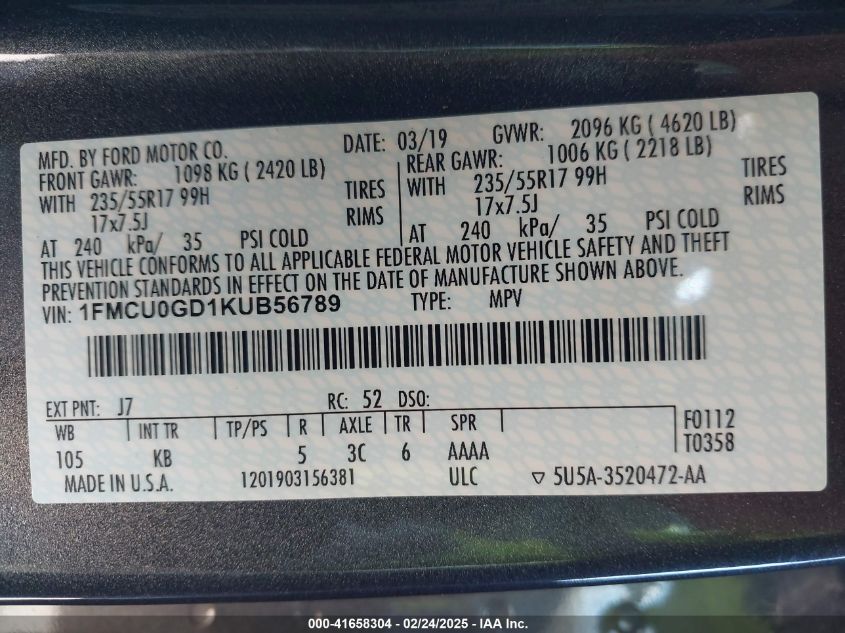 MFD. BY FORD MOTOR CO.
DATE: 03/19 GVWR: 2096 KG ( 4620 LB)
FRONT GAWR: 1098 KG ( 2420 LB)
WITH 235/55R17 99H TIRES
17x7.5J RIMS
AT 240 kPa/ 35 PSI COLD
REAR GAWR: 1006 KG ( 2218 LB)
WITH 235/55R17 99H TIRES
17x7.5J RIMS
AT 240 kPa/ 35 PSI COLD
THIS VEHICLE CONFORMS TO ALL APPLICABLE FEDERAL MOTOR VEHICLE SAFETY AND THEFT
PREVENTION STANDARDS IN EFFECT ON THE DATE OF MANUFACTURE SHOWN ABOVE.
VIN: 1FMCU0GD1KUB56789 TYPE: MPV
EXT PNT: J7 RC: 52 DSO:
WB INT TR TP/PS R AXLE TR SPR
105 KB 5 3C 6 AAAA
F0112
T0358
MADE IN U.S.A. 1201903156381 ULC ▽ 5U5A-3520472-AA
000-41658304 - 02/24/2025 - USA - IAA, Inc.